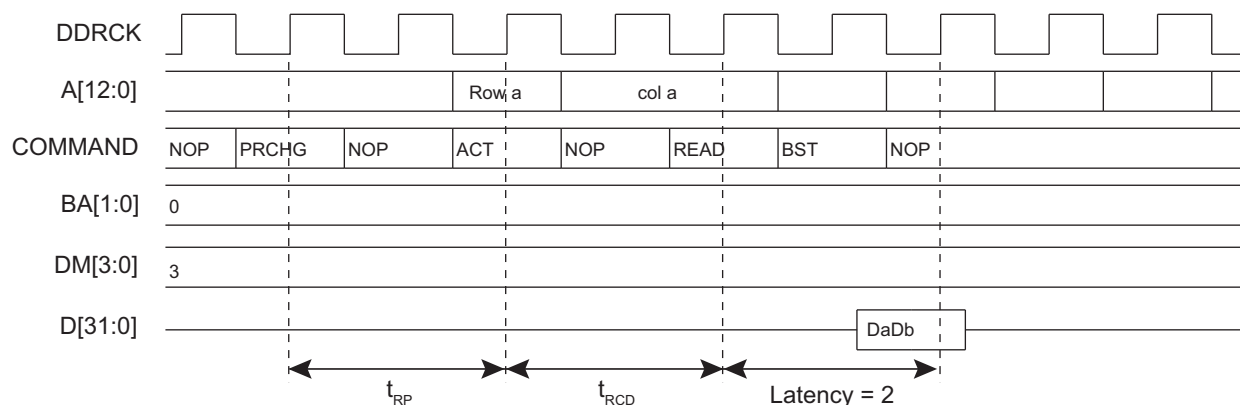 DDRCK
A[12:0] Row a col a
COMMAND NOP PRCHG NOP ACT NOP READ BST NOP
BA[1:0] 0
DM[3:0] 3
D[31:0] DaDb
tRP tRCD Latency = 2